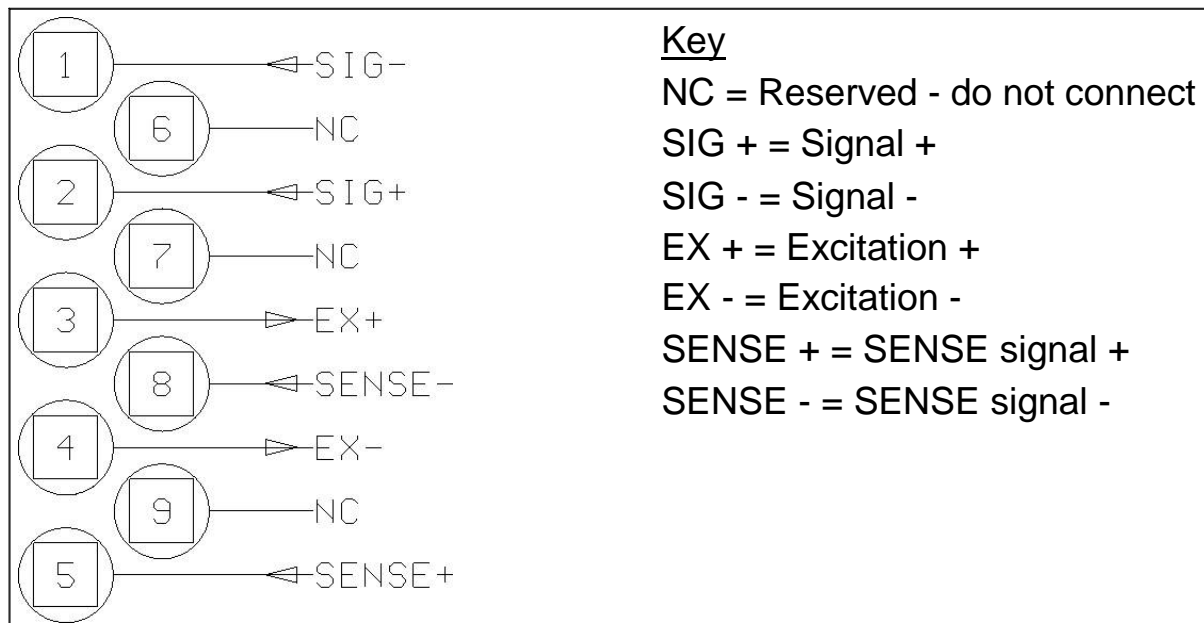 1 SIG-
6 NC
2 SIG+
7 NC
3 EX+
8 SENSE-
4 EX-
9 NC
5 SENSE+
Key
NC = Reserved - do not connect
SIG + = Signal +
SIG - = Signal -
EX + = Excitation +
EX - = Excitation -
SENSE + = SENSE signal +
SENSE - = SENSE signal -